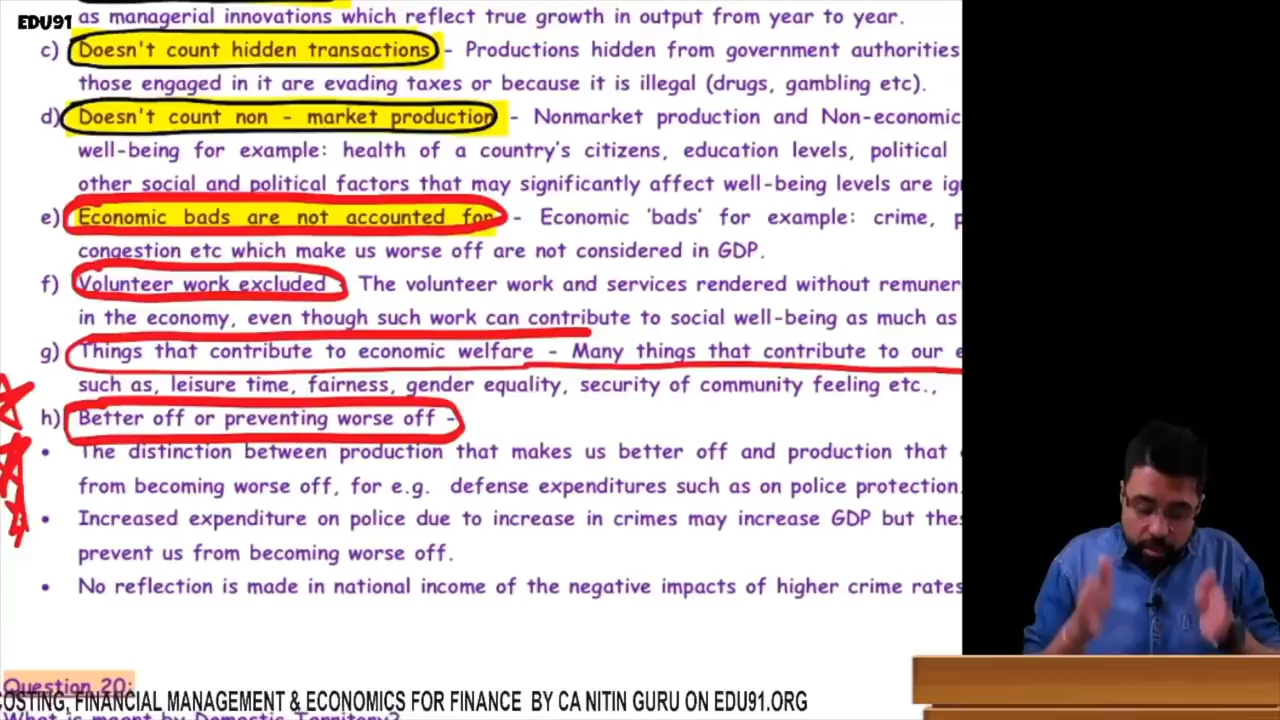 EDU91
as managerial innovations which reflect true growth in output from year to year.
c) Doesn't count hidden transactions - Productions hidden from government authorities
those engaged in it are evading taxes or because it is illegal (drugs, gambling etc).
d) Doesn't count non - market production - Nonmarket production and Non-economic
well-being for example: health of a country's citizens, education levels, political
other social and political factors that may significantly affect well-being levels are
e) Economic bads are not accounted for - Economic 'bads' for example: crime,
congestion etc which make us worse off are not considered in GDP.
f) Volunteer work excluded - The volunteer work and services rendered without
in the economy, even though such work can contribute to social well-being as much as
g) Things that contribute to economic welfare - Many things that contribute to our
such as, leisure time, fairness, gender equality, security of community feeling etc.,
h) Better off or preventing worse off -
• The distinction between production that makes us better off and production that
from becoming worse off, for e.g. defense expenditures such as on police protection.
• Increased expenditure on police due to increase in crimes may increase GDP but
prevent us from becoming worse off.
• No reflection is made in national income of the negative impacts of higher crime rates
Question 20:
COSTING, FINANCIAL MANAGEMENT & ECONOMICS FOR FINANCE BY CA NITIN GURU ON EDU91.ORG
What is meant by Domestic Territory?